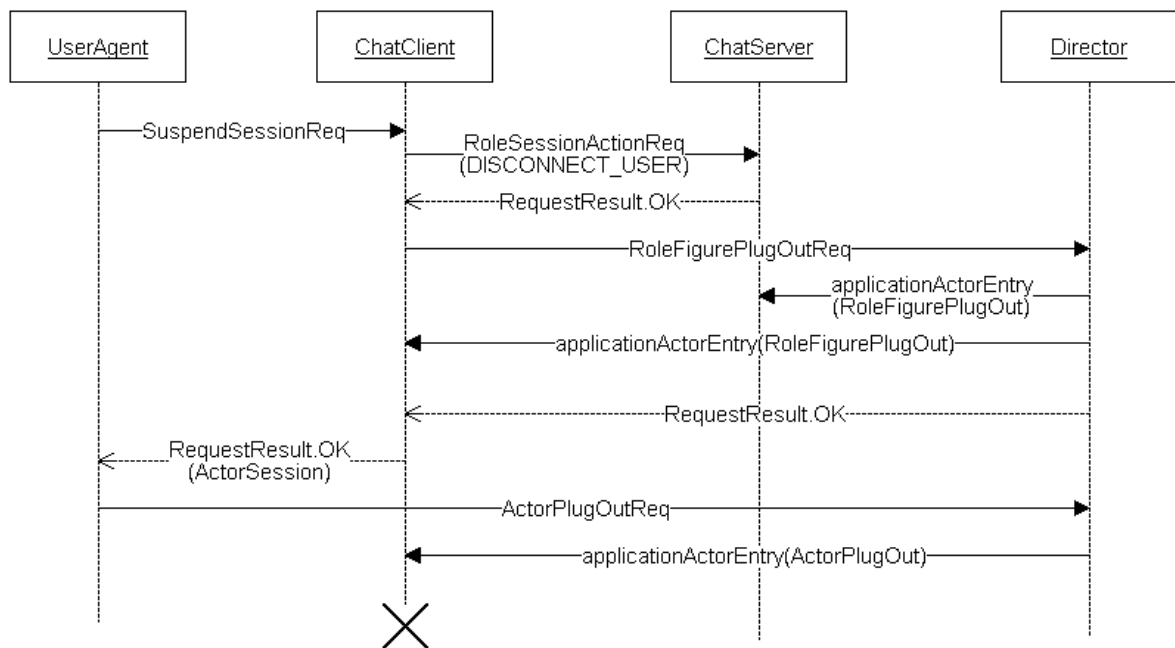 UserAgent
ChatClient
ChatServer
Director
SuspendSessionReq
RoleSessionActionReq
(DISCONNECT_USER)
RequestResult.OK
RoleFigurePlugOutReq
applicationActorEntry
(RoleFigurePlugOut)
applicationActorEntry(RoleFigurePlugOut)
RequestResult.OK
RequestResult.OK
(ActorSession)
ActorPlugOutReq
applicationActorEntry(ActorPlugOut)